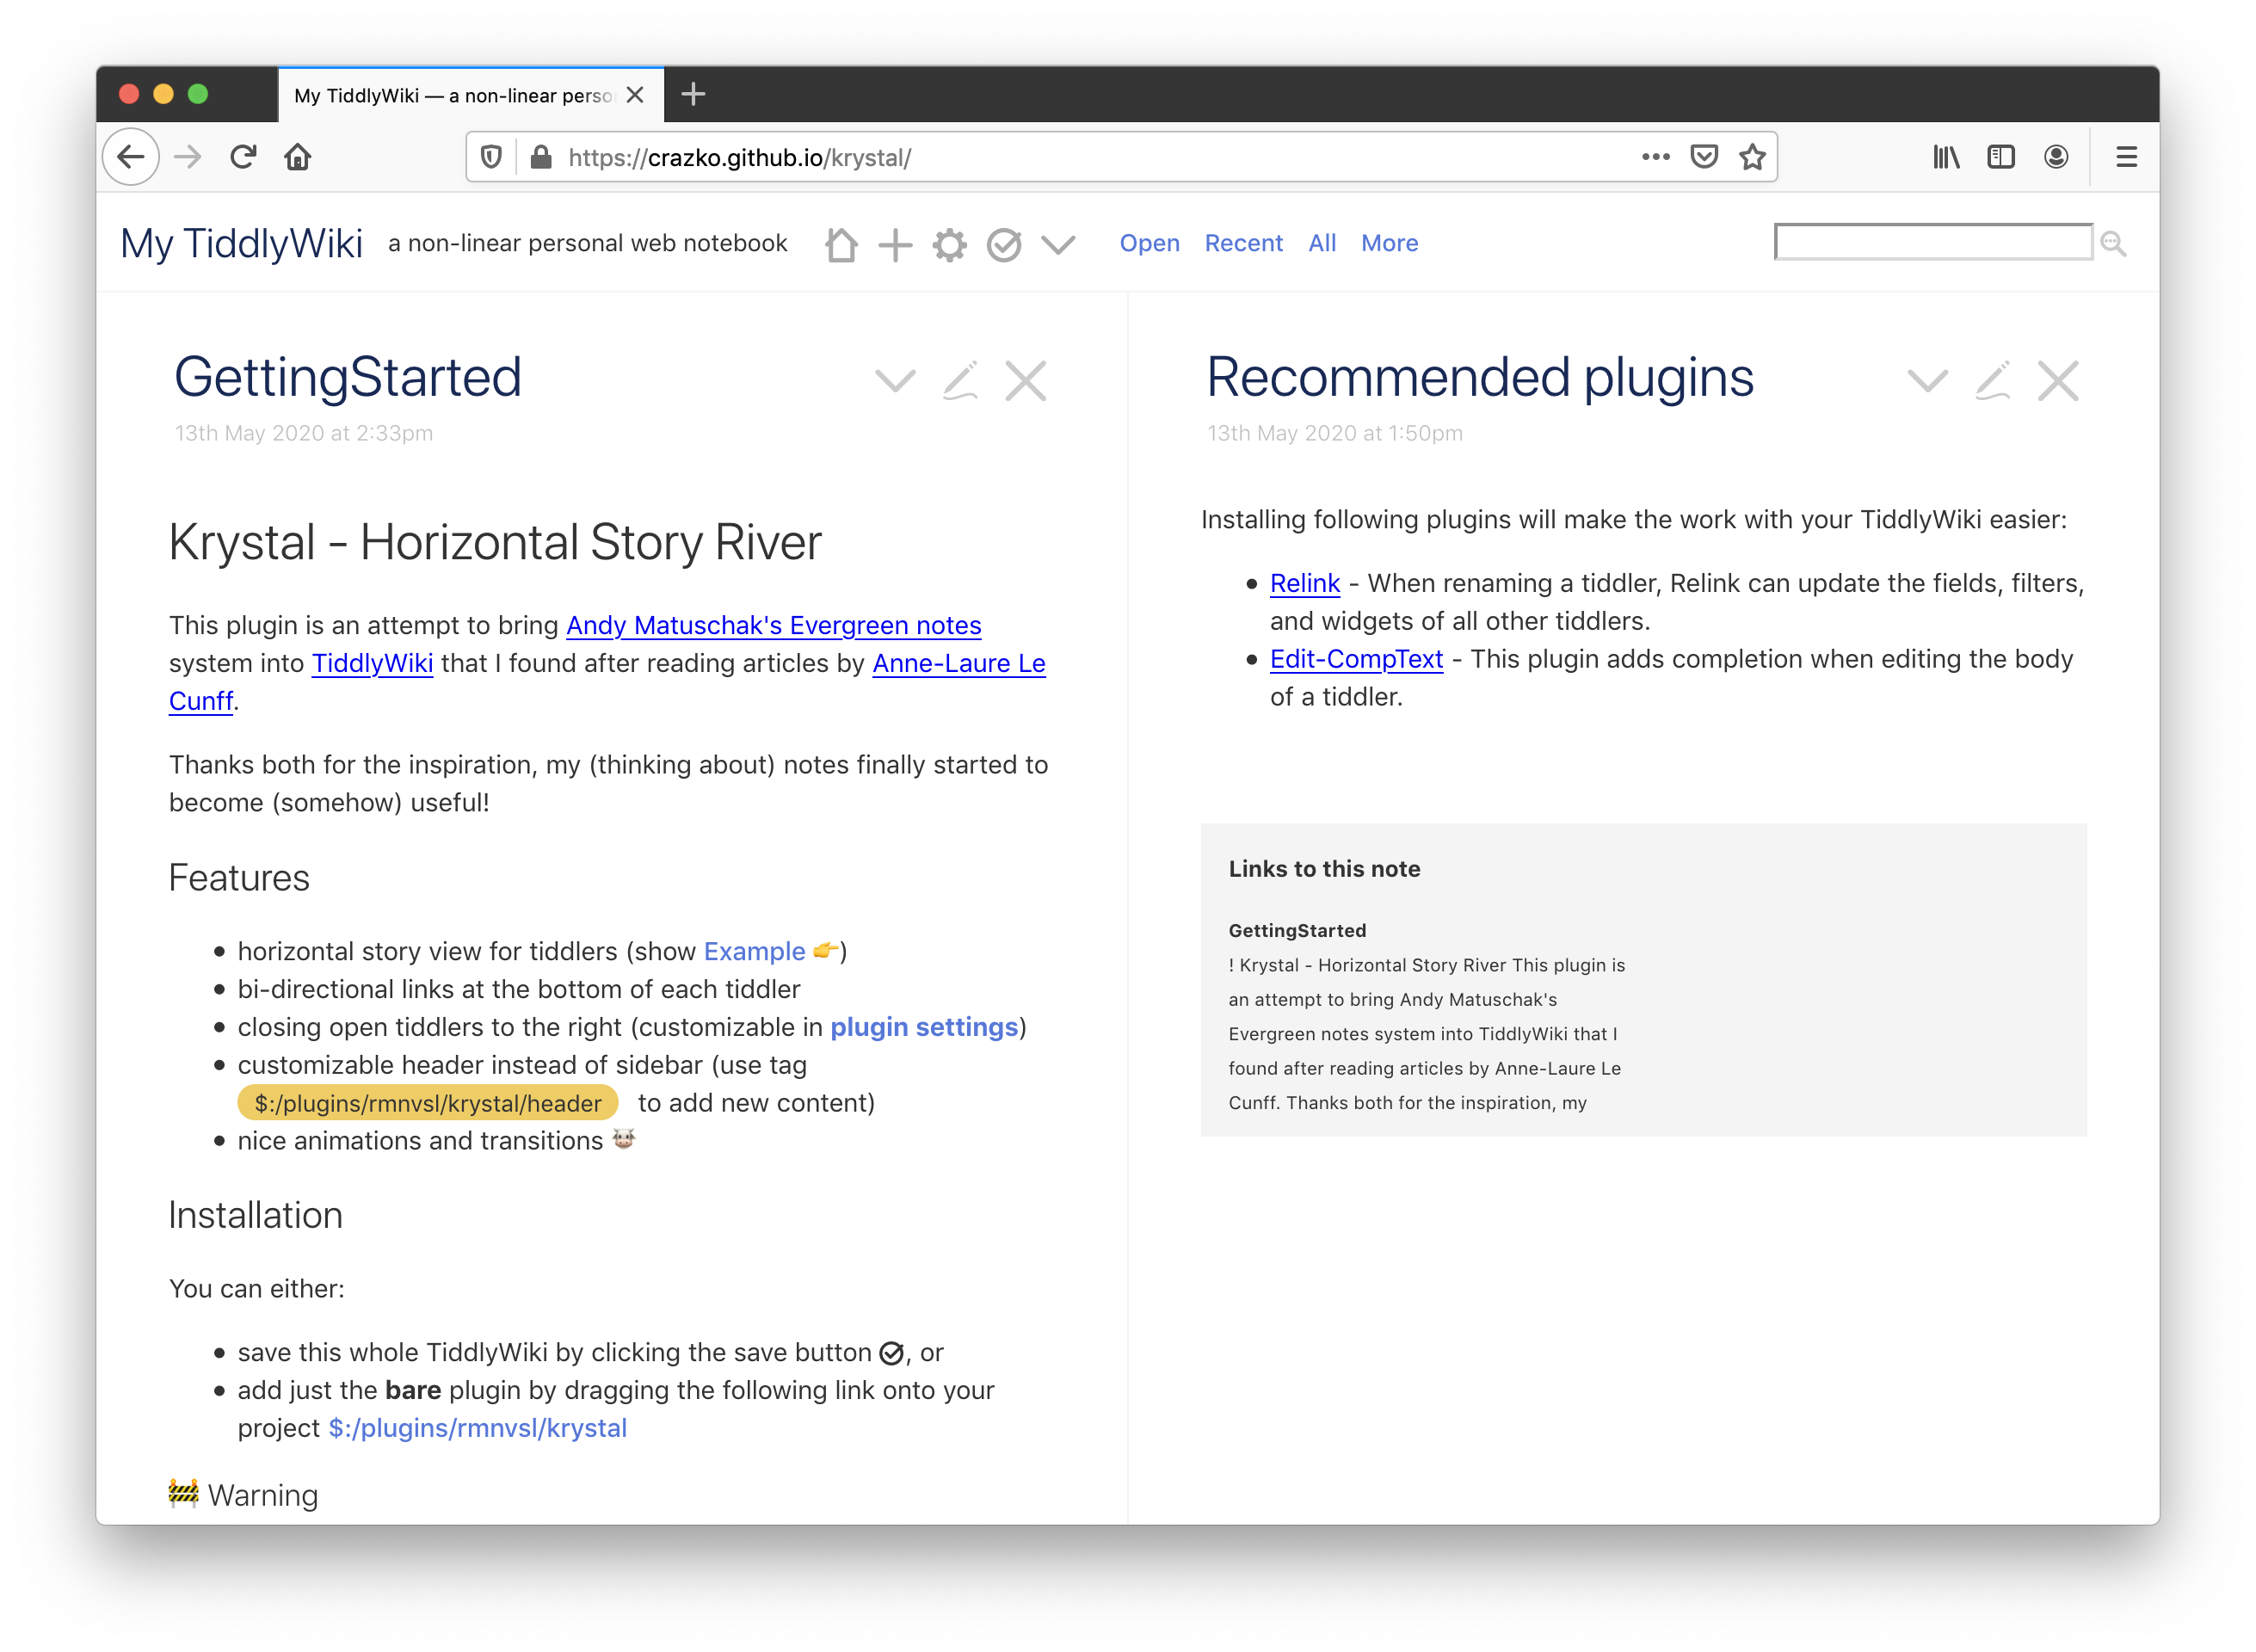 My TiddlyWiki — a non-linear perso
https://crazko.github.io/krystal/
My TiddlyWiki a non-linear personal web notebook Open Recent All More
GettingStarted
13th May 2020 at 2:33pm
Krystal - Horizontal Story River
This plugin is an attempt to bring Andy Matuschak's Evergreen notes
system into TiddlyWiki that I found after reading articles by Anne-Laure Le
Cunff.
Thanks both for the inspiration, my (thinking about) notes finally started to
become (somehow) useful!
Features
• horizontal story view for tiddlers (show Example 👉)
• bi-directional links at the bottom of each tiddler
• closing open tiddlers to the right (customizable in plugin settings)
• customizable header instead of sidebar (use tag
$:/plugins/rmnvsl/krystal/header to add new content)
• nice animations and transitions 🐮
Installation
You can either:
• save this whole TiddlyWiki by clicking the save button , or
• add just the bare plugin by dragging the following link onto your
project $:/plugins/rmnvsl/krystal
🚧 Warning
Recommended plugins
13th May 2020 at 1:50pm
Installing following plugins will make the work with your TiddlyWiki easier:
• Relink - When renaming a tiddler, Relink can update the fields, filters,
and widgets of all other tiddlers.
• Edit-CompText - This plugin adds completion when editing the body
of a tiddler.
Links to this note
GettingStarted
! Krystal - Horizontal Story River This plugin is
an attempt to bring Andy Matuschak's
Evergreen notes system into TiddlyWiki that I
found after reading articles by Anne-Laure Le
Cunff. Thanks both for the inspiration, my